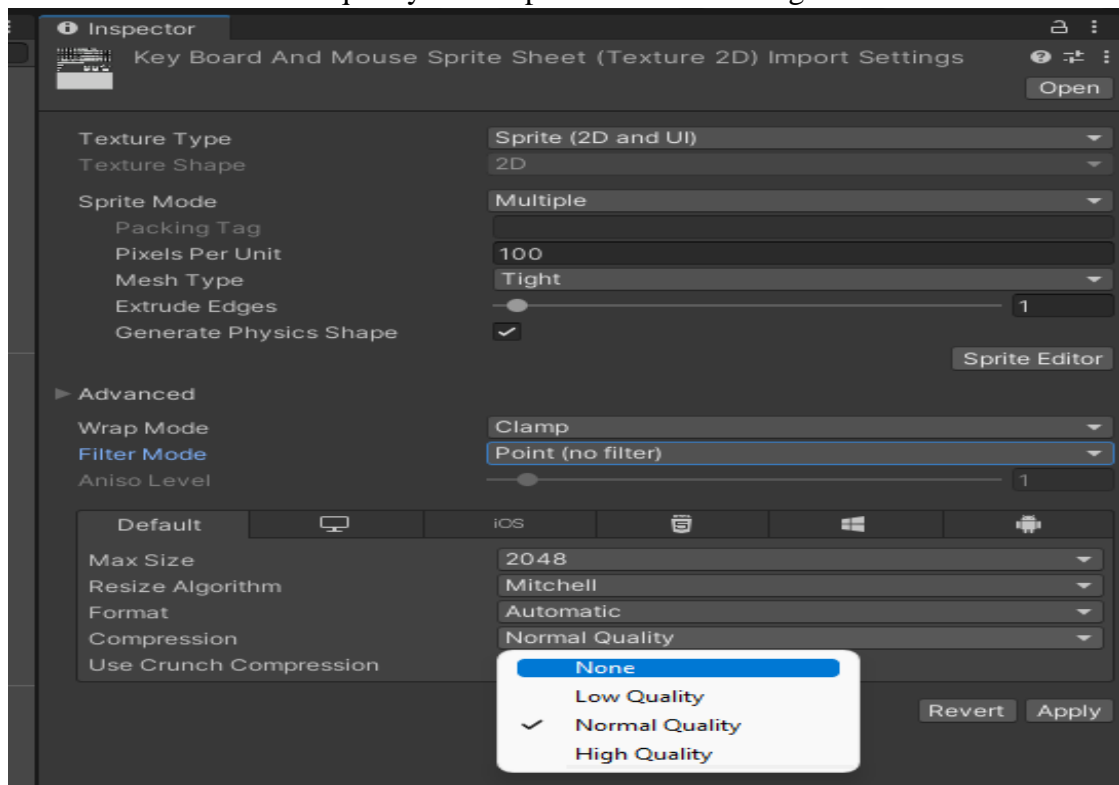 Inspector
Key Board And Mouse Sprite Sheet (Texture 2D) Import Settings
Open
Texture Type Sprite (2D and UI)
Texture Shape 2D
Sprite Mode Multiple
Packing Tag
Pixels Per Unit 100
Mesh Type Tight
Extrude Edges 1
Generate Physics Shape
Sprite Editor
Advanced
Wrap Mode Clamp
Filter Mode Point (no filter)
Aniso Level 1
Default iOS
Max Size 2048
Resize Algorithm Mitchell
Format Automatic
Compression Normal Quality
Use Crunch Compression
None
Low Quality
Normal Quality
High Quality
Revert Apply